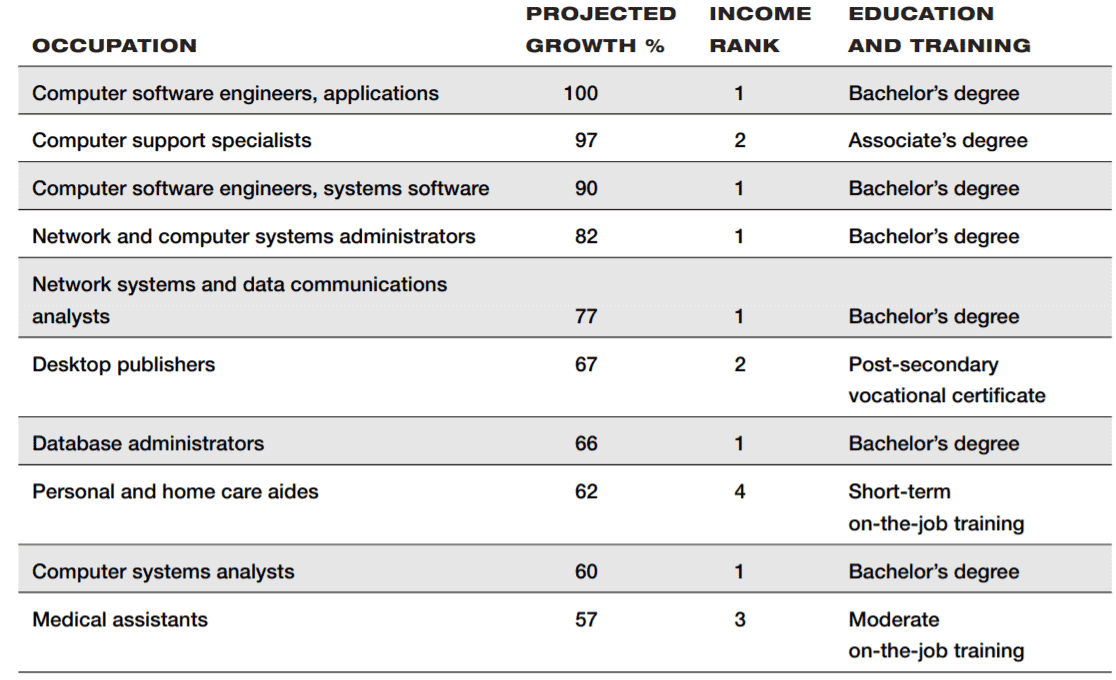 OCCUPATION PROJECTED GROWTH % INCOME RANK EDUCATION AND TRAINING
Computer software engineers, applications 100 1 Bachelor’s degree
Computer support specialists 97 2 Associate’s degree
Computer software engineers, systems software 90 1 Bachelor’s degree
Network and computer systems administrators 82 1 Bachelor’s degree
Network systems and data communications
analysts 77 1 Bachelor’s degree
Desktop publishers 67 2 Post-secondary
vocational certificate
Database administrators 66 1 Bachelor’s degree
Personal and home care aides 62 4 Short-term
on-the-job training
Computer systems analysts 60 1 Bachelor’s degree
Medical assistants 57 3 Moderate
on-the-job training